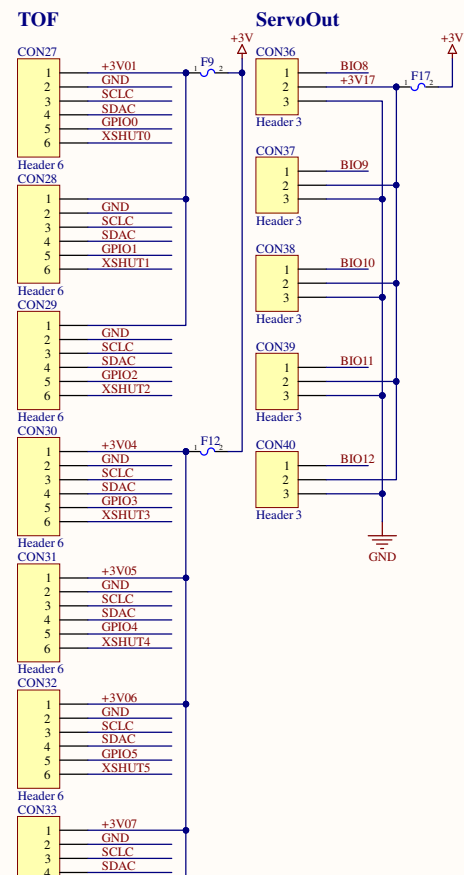 TOF
CON27
1 +3V01
2 GND
3 SCLC
4 SDAC
5 GPIO0
6 XSHUT0
Header 6
1 F9 2
+3V
CON28
1
2 GND
3 SCLC
4 SDAC
5 GPIO1
6 XSHUT1
Header 6
CON29
1
2 GND
3 SCLC
4 SDAC
5 GPIO2
6 XSHUT2
Header 6
CON30
1 +3V04
2 GND
3 SCLC
4 SDAC
5 GPIO3
6 XSHUT3
Header 6
1 F12 2
CON31
1 +3V05
2 GND
3 SCLC
4 SDAC
5 GPIO4
6 XSHUT4
Header 6
CON32
1 +3V06
2 GND
3 SCLC
4 SDAC
5 GPIO5
6 XSHUT5
Header 6
CON33
1 +3V07
2 GND
3 SCLC
4 SDAC
ServoOut
CON36
1 BIO8
2 +3V17
3
Header 3
1 F17 2
+3V
CON37
1 BIO9
2
3
Header 3
CON38
1 BIO10
2
3
Header 3
CON39
1 BIO11
2
3
Header 3
CON40
1 BIO12
2
3
Header 3
GND